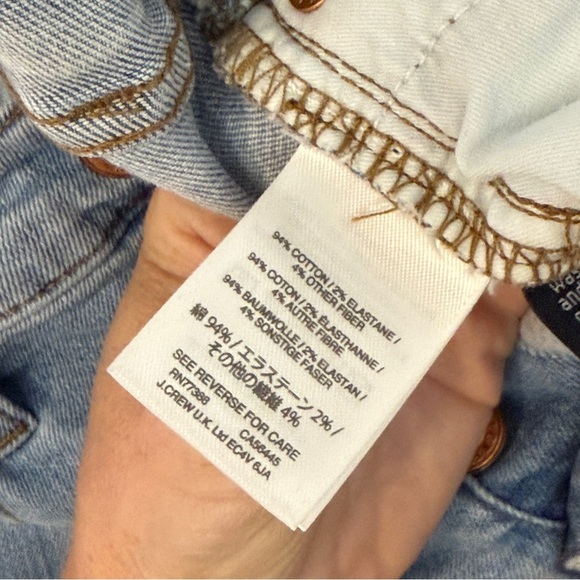 94% COTTON / 2% ELASTANE /
4% OTHER FIBER
94% COTON / 2% ÉLASTHANNE /
4% AUTRE FIBRE
94% BAUMWOLLE / 2% ELASTAN /
4% SONSTIGE FASER
綿 94% / エラステーン 2% /
その他の繊維 4%
SEE REVERSE FOR CARE
RN77388 CA56445
J.CREW U.K. Ltd EC4V 6JA